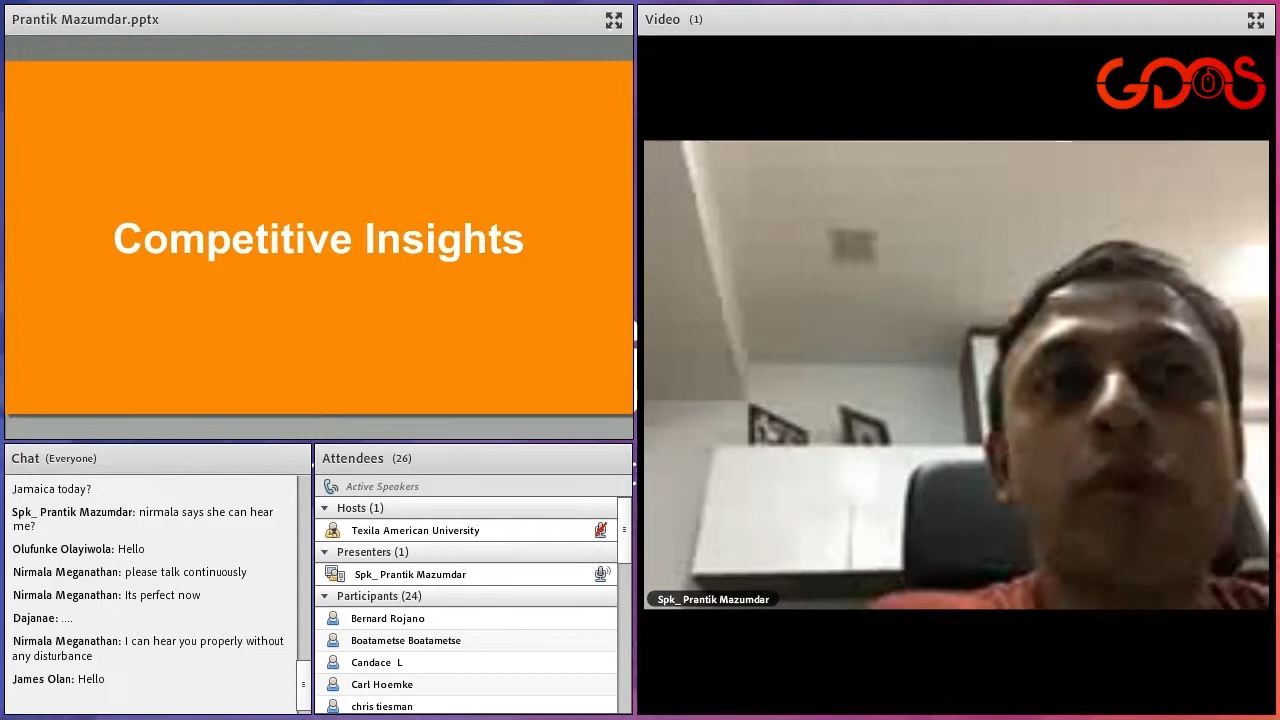 Prantik Mazumdar.pptx
Competitive Insights
Video (1)
GDOS
Spk_ Prantik Mazumdar
Chat (Everyone)
Jamaica today?
Spk_ Prantik Mazumdar: nirmala says she can hear
me?
Olufunke Olayiwola: Hello
Nirmala Meganathan: please talk continuously
Nirmala Meganathan: Its perfect now
Dajanae: ....
Nirmala Meganathan: I can hear you properly without
any disturbance
James Olan: Hello
Attendees (26)
Active Speakers
Hosts (1)
Texila American University
Presenters (1)
Spk_ Prantik Mazumdar
Participants (24)
Bernard Rojano
Boatametse Boatametse
Candace L
Carl Hoemke
chris tiesman